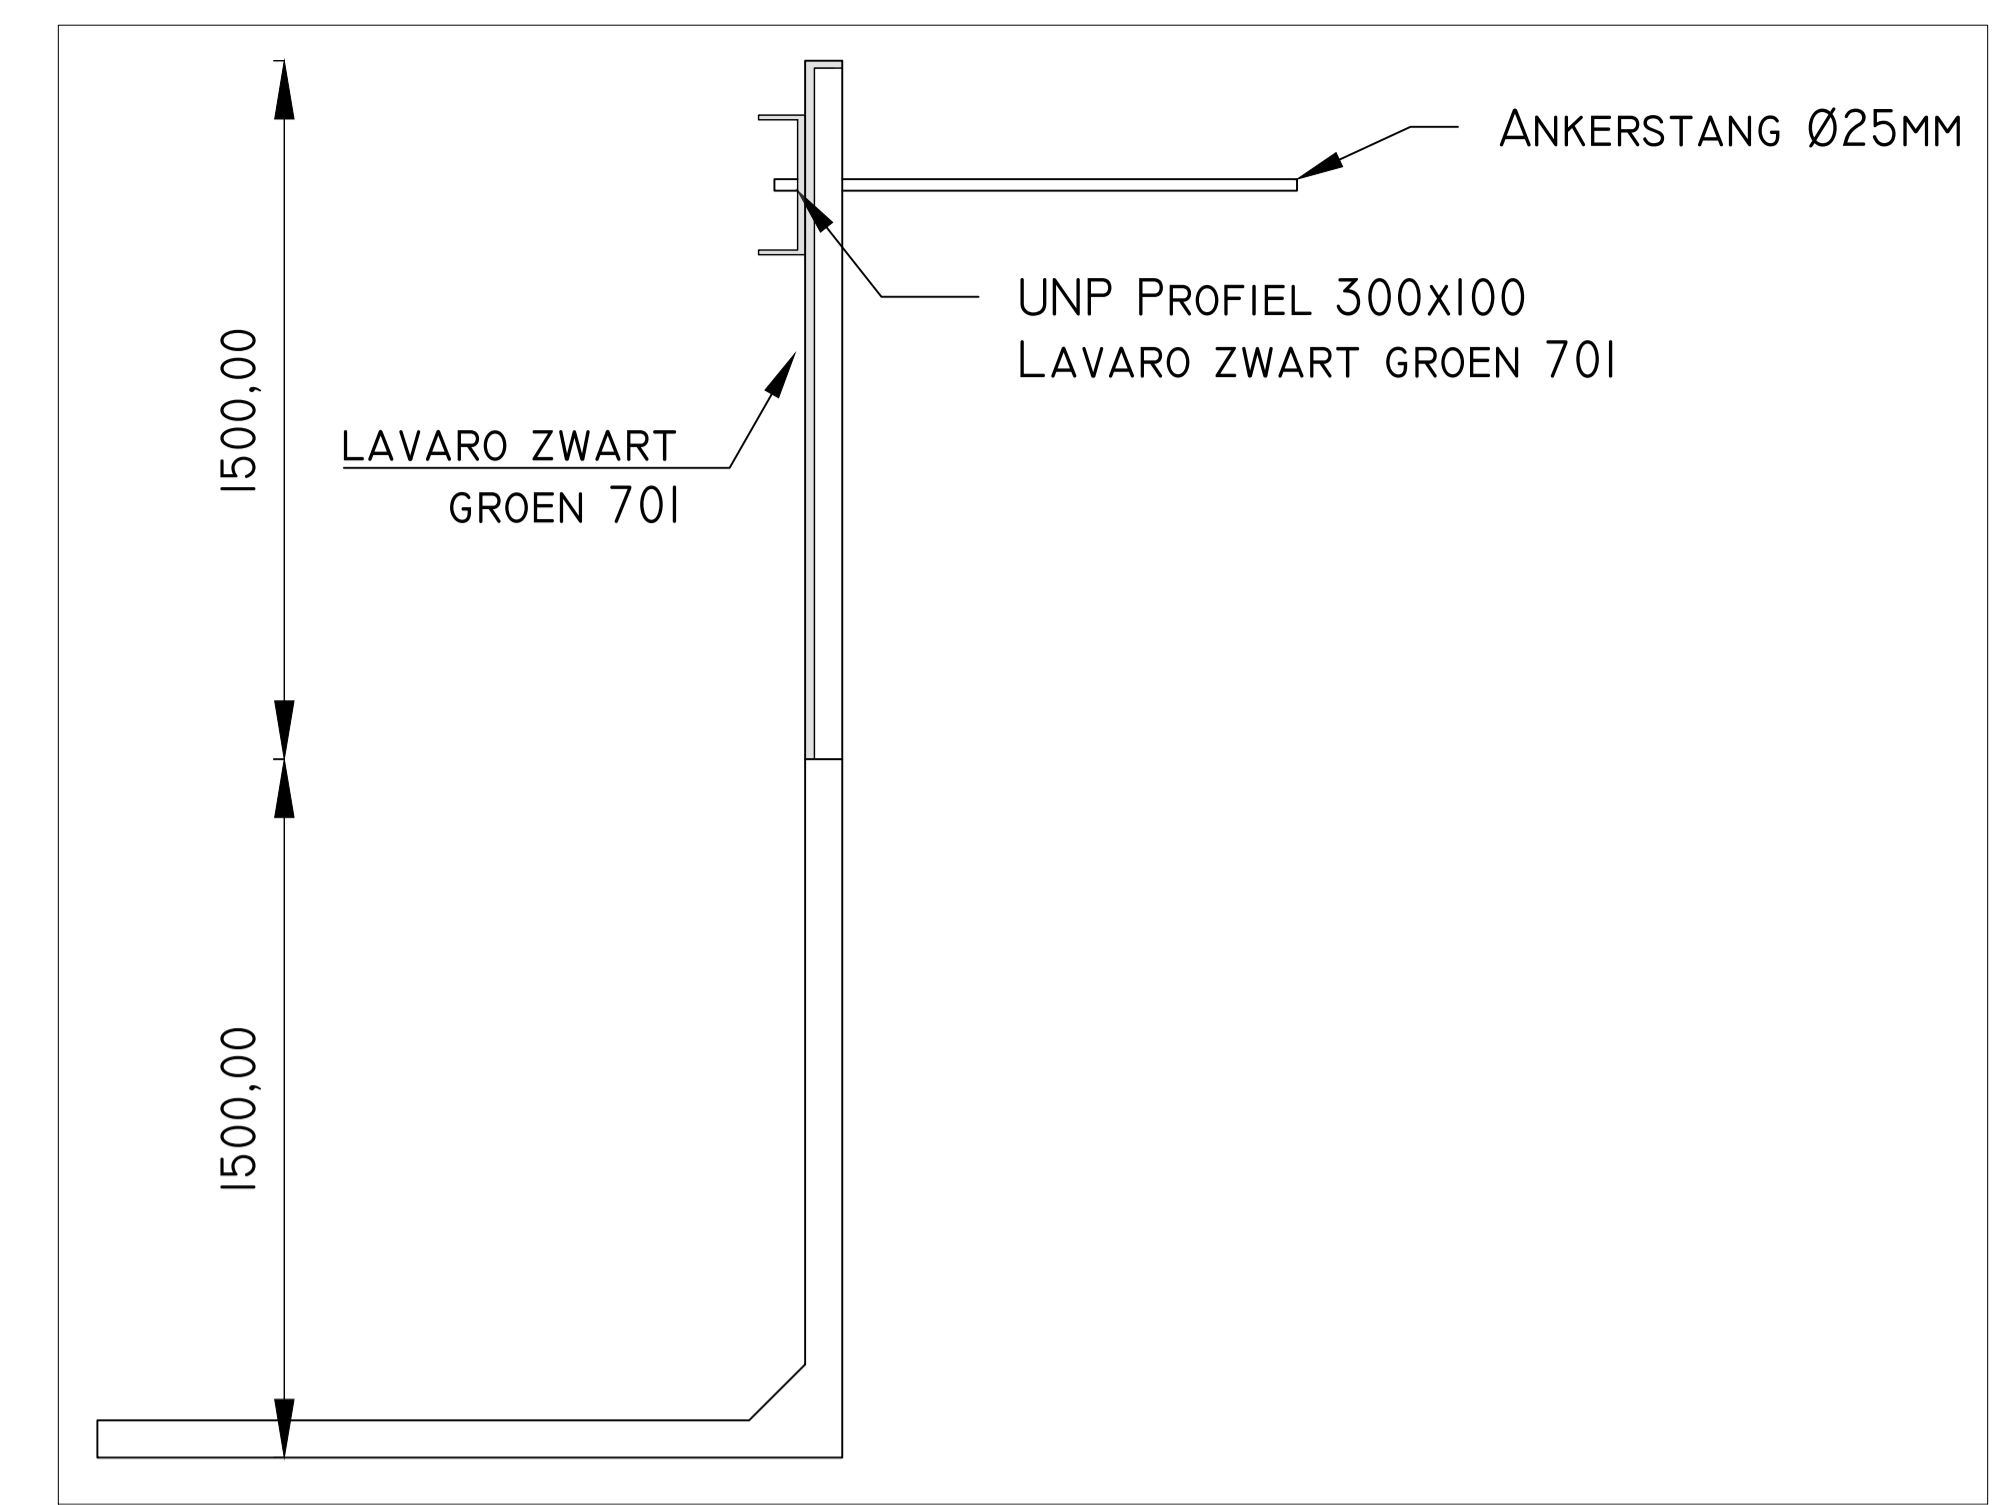 ANKERSTANG Ø25MM
UNP PROFIEL 300X100
LAVARO ZWART GROEN 701
1500,00
LAVARO ZWART
GROEN 701
1500,00